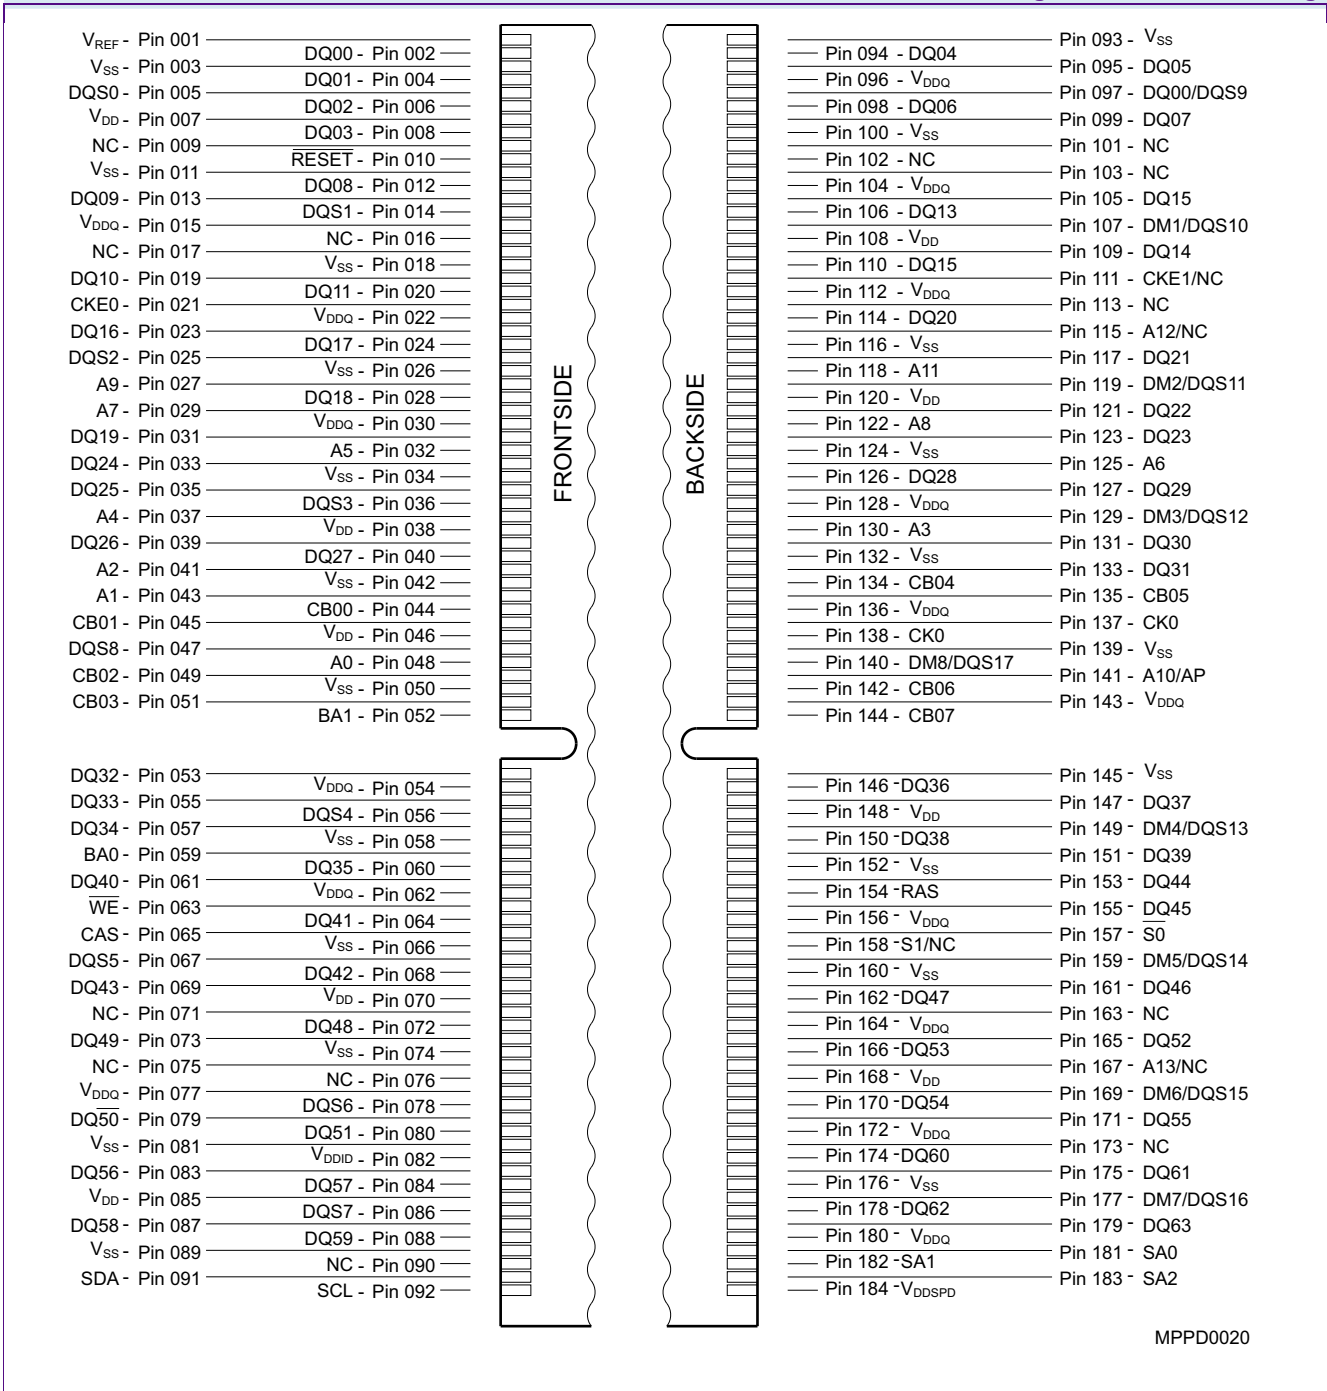 VREF - Pin 001
DQ00 - Pin 002
VSS - Pin 003
DQ01 - Pin 004
DQS0 - Pin 005
DQ02 - Pin 006
VDD - Pin 007
DQ03 - Pin 008
NC - Pin 009
RESET - Pin 010
VSS - Pin 011
DQ08 - Pin 012
DQ09 - Pin 013
DQS1 - Pin 014
VDDQ - Pin 015
NC - Pin 016
NC - Pin 017
VSS - Pin 018
DQ10 - Pin 019
DQ11 - Pin 020
CKE0 - Pin 021
VDDQ - Pin 022
DQ16 - Pin 023
DQ17 - Pin 024
DQS2 - Pin 025
VSS - Pin 026
A9 - Pin 027
DQ18 - Pin 028
A7 - Pin 029
VDDQ - Pin 030
DQ19 - Pin 031
A5 - Pin 032
DQ24 - Pin 033
VSS - Pin 034
DQ25 - Pin 035
DQS3 - Pin 036
A4 - Pin 037
VDD - Pin 038
DQ26 - Pin 039
DQ27 - Pin 040
A2 - Pin 041
VSS - Pin 042
A1 - Pin 043
CB00 - Pin 044
CB01 - Pin 045
VDD - Pin 046
DQS8 - Pin 047
A0 - Pin 048
CB02 - Pin 049
VSS - Pin 050
CB03 - Pin 051
BA1 - Pin 052
DQ32 - Pin 053
VDDQ - Pin 054
DQ33 - Pin 055
DQS4 - Pin 056
DQ34 - Pin 057
VSS - Pin 058
BA0 - Pin 059
DQ35 - Pin 060
DQ40 - Pin 061
VDDQ - Pin 062
WE - Pin 063
DQ41 - Pin 064
CAS - Pin 065
VSS - Pin 066
DQS5 - Pin 067
DQ42 - Pin 068
DQ43 - Pin 069
VDD - Pin 070
NC - Pin 071
DQ48 - Pin 072
DQ49 - Pin 073
VSS - Pin 074
NC - Pin 075
NC - Pin 076
VDDQ - Pin 077
DQS6 - Pin 078
DQ50 - Pin 079
DQ51 - Pin 080
VSS - Pin 081
VDDID - Pin 082
DQ56 - Pin 083
DQ57 - Pin 084
VDD - Pin 085
DQS7 - Pin 086
DQ58 - Pin 087
DQ59 - Pin 088
VSS - Pin 089
NC - Pin 090
SDA - Pin 091
SCL - Pin 092
FRONTSIDE
BACKSIDE
Pin 093 - VSS
Pin 094 - DQ04
Pin 095 - DQ05
Pin 096 - VDDQ
Pin 097 - DQ00/DQS9
Pin 098 - DQ06
Pin 099 - DQ07
Pin 100 - VSS
Pin 101 - NC
Pin 102 - NC
Pin 103 - NC
Pin 104 - VDDQ
Pin 105 - DQ15
Pin 106 - DQ13
Pin 107 - DM1/DQS10
Pin 108 - VDD
Pin 109 - DQ14
Pin 110 - DQ15
Pin 111 - CKE1/NC
Pin 112 - VDDQ
Pin 113 - NC
Pin 114 - DQ20
Pin 115 - A12/NC
Pin 116 - VSS
Pin 117 - DQ21
Pin 118 - A11
Pin 119 - DM2/DQS11
Pin 120 - VDD
Pin 121 - DQ22
Pin 122 - A8
Pin 123 - DQ23
Pin 124 - VSS
Pin 125 - A6
Pin 126 - DQ28
Pin 127 - DQ29
Pin 128 - VDDQ
Pin 129 - DM3/DQS12
Pin 130 - A3
Pin 131 - DQ30
Pin 132 - VSS
Pin 133 - DQ31
Pin 134 - CB04
Pin 135 - CB05
Pin 136 - VDDQ
Pin 137 - CK0
Pin 138 - CK0
Pin 139 - VSS
Pin 140 - DM8/DQS17
Pin 141 - A10/AP
Pin 142 - CB06
Pin 143 - VDDQ
Pin 144 - CB07
Pin 145 - VSS
Pin 146 -DQ36
Pin 147 - DQ37
Pin 148 - VDD
Pin 149 - DM4/DQS13
Pin 150 -DQ38
Pin 151 - DQ39
Pin 152 - VSS
Pin 153 - DQ44
Pin 154 -RAS
Pin 155 - DQ45
Pin 156 - VDDQ
Pin 157 - S0
Pin 158 -S1/NC
Pin 159 - DM5/DQS14
Pin 160 - VSS
Pin 161 - DQ46
Pin 162 -DQ47
Pin 163 - NC
Pin 164 - VDDQ
Pin 165 - DQ52
Pin 166 -DQ53
Pin 167 - A13/NC
Pin 168 - VDD
Pin 169 - DM6/DQS15
Pin 170 -DQ54
Pin 171 - DQ55
Pin 172 - VDDQ
Pin 173 - NC
Pin 174 -DQ60
Pin 175 - DQ61
Pin 176 - VSS
Pin 177 - DM7/DQS16
Pin 178 -DQ62
Pin 179 - DQ63
Pin 180 - VDDQ
Pin 181 - SA0
Pin 182 -SA1
Pin 183 - SA2
Pin 184 -VDDSPD
MPPD0020